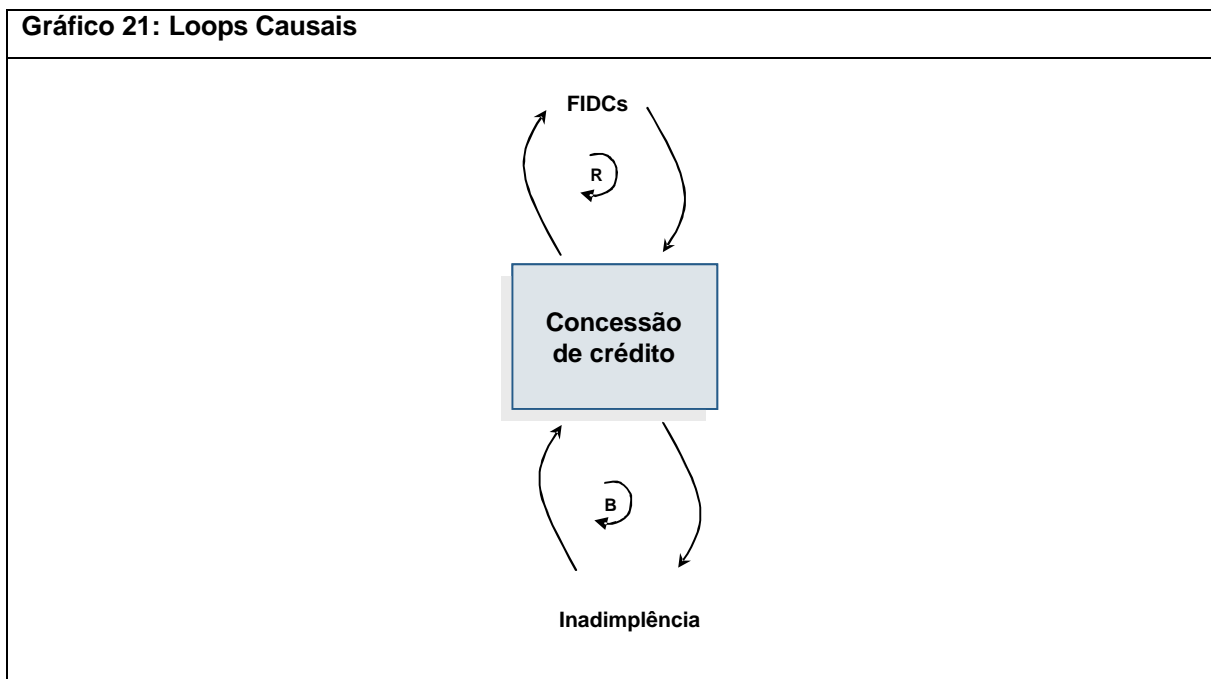 Gráfico 21: Loops Causais
FIDCs
R
Concessão
de crédito
B
Inadimplência